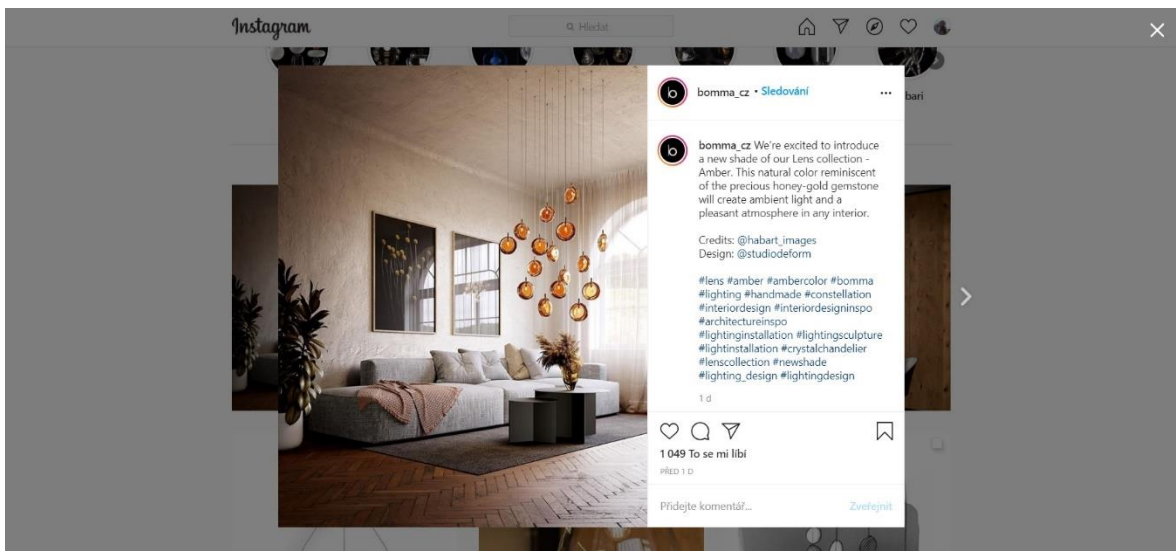 Instagram
Hledat
bari
bomma_cz • Sledování
bomma_cz We're excited to introduce
a new shade of our Lens collection -
Amber. This natural color reminiscent
of the precious honey-gold gemstone
will create ambient light and a
pleasant atmosphere in any interior.
Credits: @habart_images
Design: @studiodeform
#lens #amber #ambercolor #bomma
#lighting #handmade #constellation
#interiordesign #interiordesigninspo
#architectureinspo
#lightinginstallation #lightingsculpture
#lightinstallation #crystalchandelier
#lenscollection #newshade
#lighting_design #lightingdesign
1 d
1 049 To se mi líbí
PŘED 1 D
Přidejte komentář... Zveřejnit